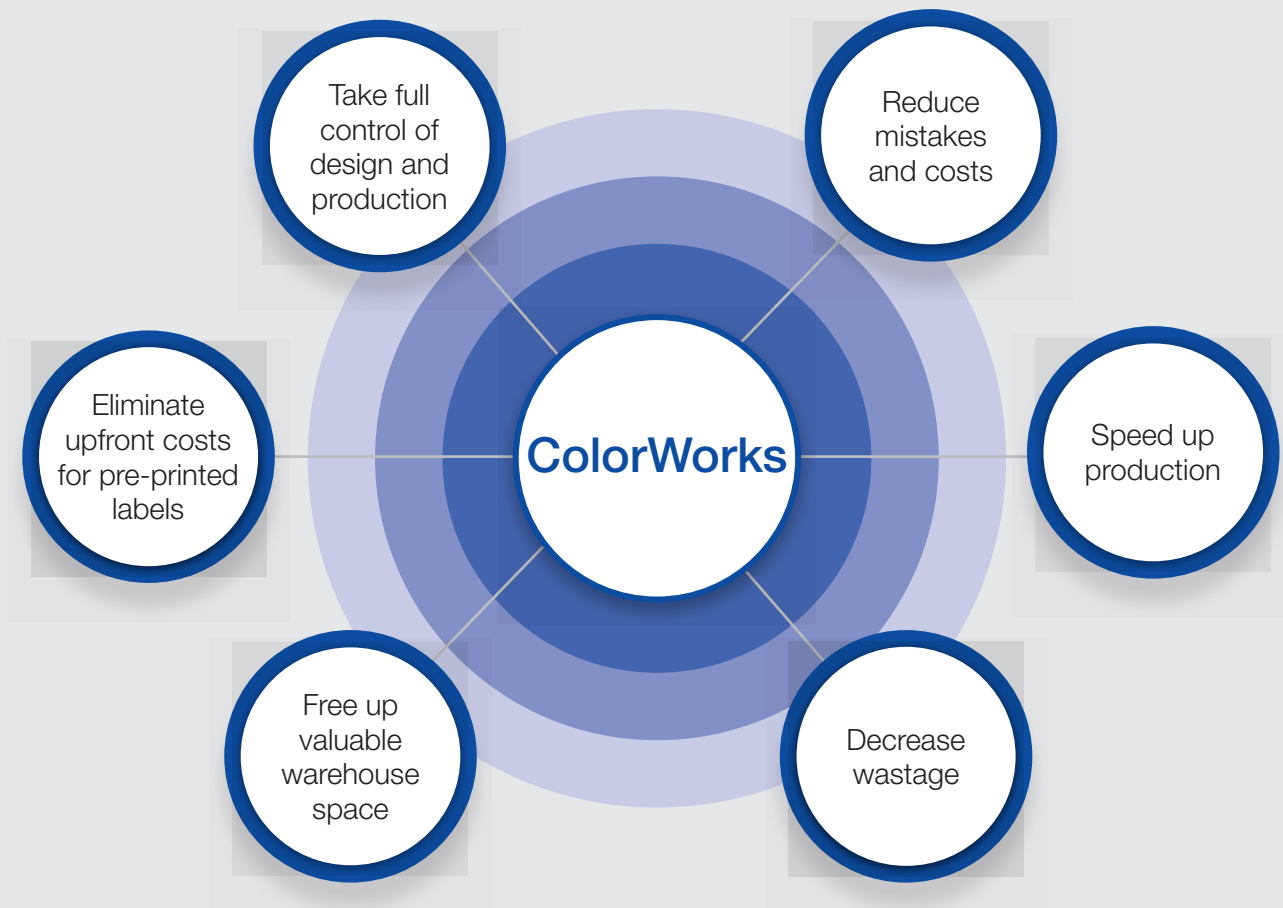 Take full
control of
design and
production
Reduce
mistakes
and costs
Eliminate
upfront costs
for pre-printed
labels
ColorWorks
Speed up
production
Free up
valuable
warehouse
space
Decrease
wastage